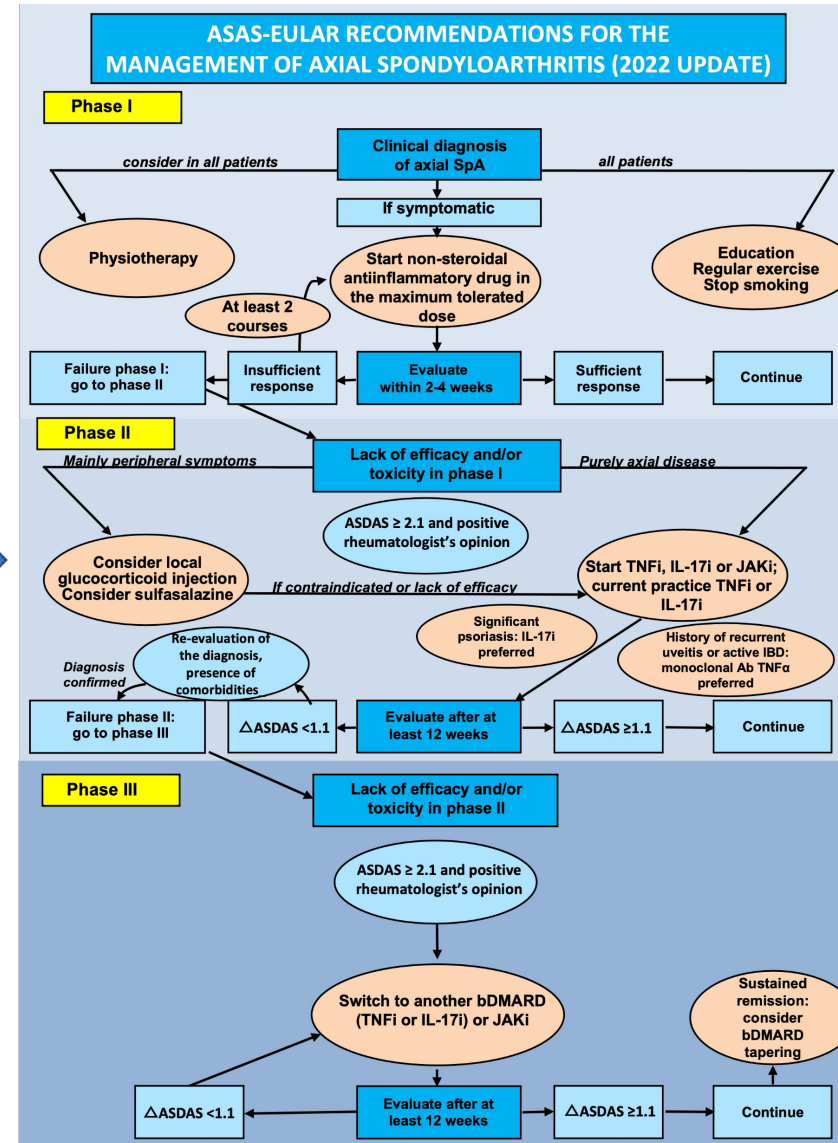 ASAS-EULAR RECOMMENDATIONS FOR THE
MANAGEMENT OF AXIAL SPONDYLOARTHRITIS (2022 UPDATE)
Phase I
Clinical diagnosis
of axial SpA
consider in all patients
all patients
If symptomatic
Physiotherapy
Start non-steroidal
antiinflammatory drug in
the maximum tolerated
dose
Education
Regular exercise
Stop smoking
At least 2
courses
Failure phase I:
go to phase II
Insufficient
response
Evaluate
within 2-4 weeks
Sufficient
response
Continue
Phase II
Mainly peripheral symptoms
Lack of efficacy and/or
toxicity in phase I
Purely axial disease
ASDAS ≥ 2.1 and positive
rheumatologist's opinion
Consider local
glucocorticoid injection
Consider sulfasalazine
If contraindicated or lack of efficacy
Start TNFi, IL-17i or JAKi;
current practice TNFi or
IL-17i
Significant
psoriasis: IL-17i
preferred
History of recurrent
uveitis or active IBD:
monoclonal Ab TNFα
preferred
Re-evaluation of
the diagnosis,
presence of
comorbidities
Diagnosis
confirmed
Failure phase II:
go to phase III
△ASDAS <1.1
Evaluate after at
least 12 weeks
△ASDAS ≥1.1
Continue
Phase III
Lack of efficacy and/or
toxicity in phase II
ASDAS ≥ 2.1 and positive
rheumatologist's opinion
Switch to another bDMARD
(TNFi or IL-17i) or JAKi
Sustained
remission:
consider
bDMARD
tapering
△ASDAS <1.1
Evaluate after at
least 12 weeks
△ASDAS ≥1.1
Continue